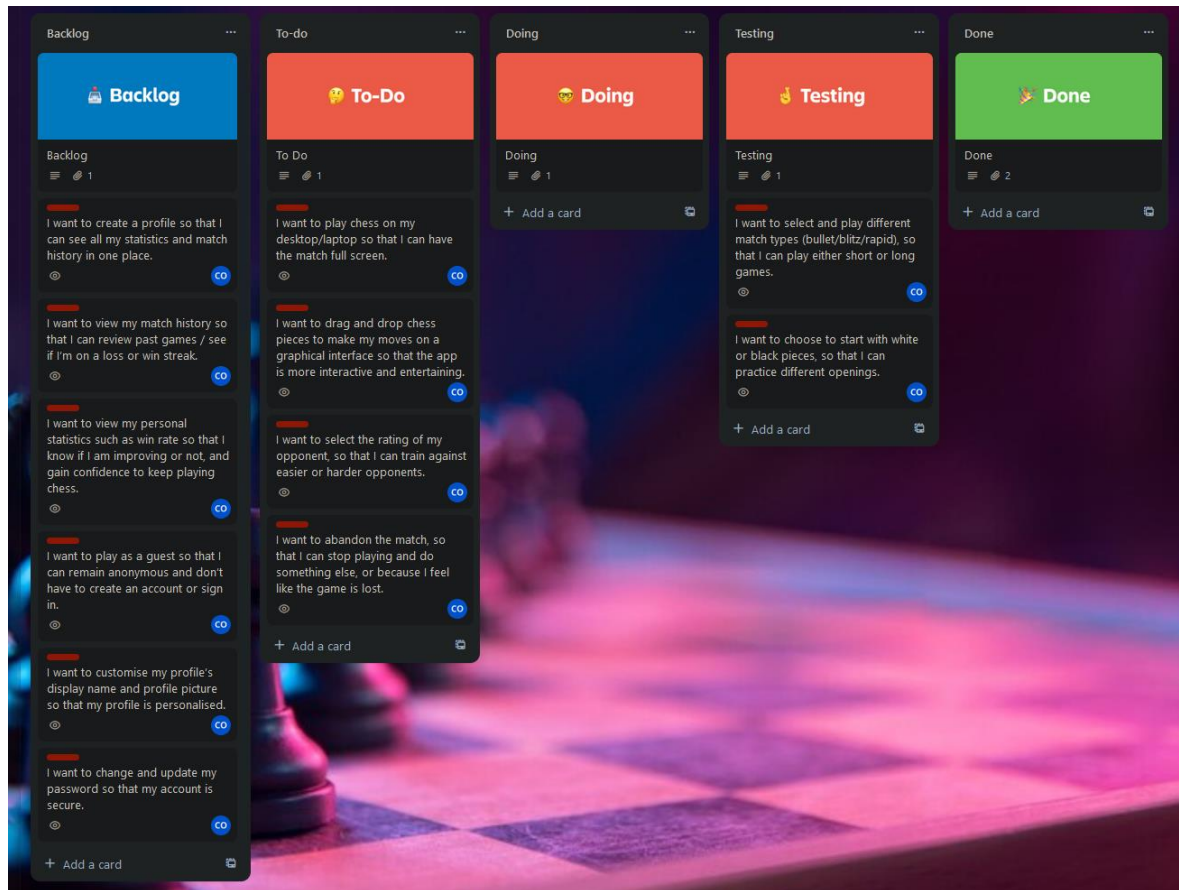 Backlog
Backlog
Backlog
1
I want to create a profile so that I
can see all my statistics and match
history in one place.
CO
I want to view my match history so
that I can review past games / see
if I'm on a loss or win streak.
CO
I want to view my personal
statistics such as win rate so that I
know if I am improving or not, and
gain confidence to keep playing
chess.
CO
I want to play as a guest so that I
can remain anonymous and don't
have to create an account or sign
in.
CO
I want to customise my profile's
display name and profile picture
so that my profile is personalised.
CO
I want to change and update my
password so that my account is
secure.
CO
+ Add a card
To-do
To-Do
To Do
1
I want to play chess on my
desktop/laptop so that I can have
the match full screen.
CO
I want to drag and drop chess
pieces to make my moves on a
graphical interface so that the app
is more interactive and entertaining.
CO
I want to select the rating of my
opponent, so that I can train against
easier or harder opponents.
CO
I want to abandon the match, so
that I can stop playing and do
something else, or because I feel
like the game is lost.
CO
+ Add a card
Doing
Doing
Doing
1
+ Add a card
Testing
Testing
Testing
1
I want to select and play different
match types (bullet/blitz/rapid), so
that I can play either short or long
games.
CO
I want to choose to start with white
or black pieces, so that I can
practice different openings.
CO
+ Add a card
Done
Done
Done
2
+ Add a card